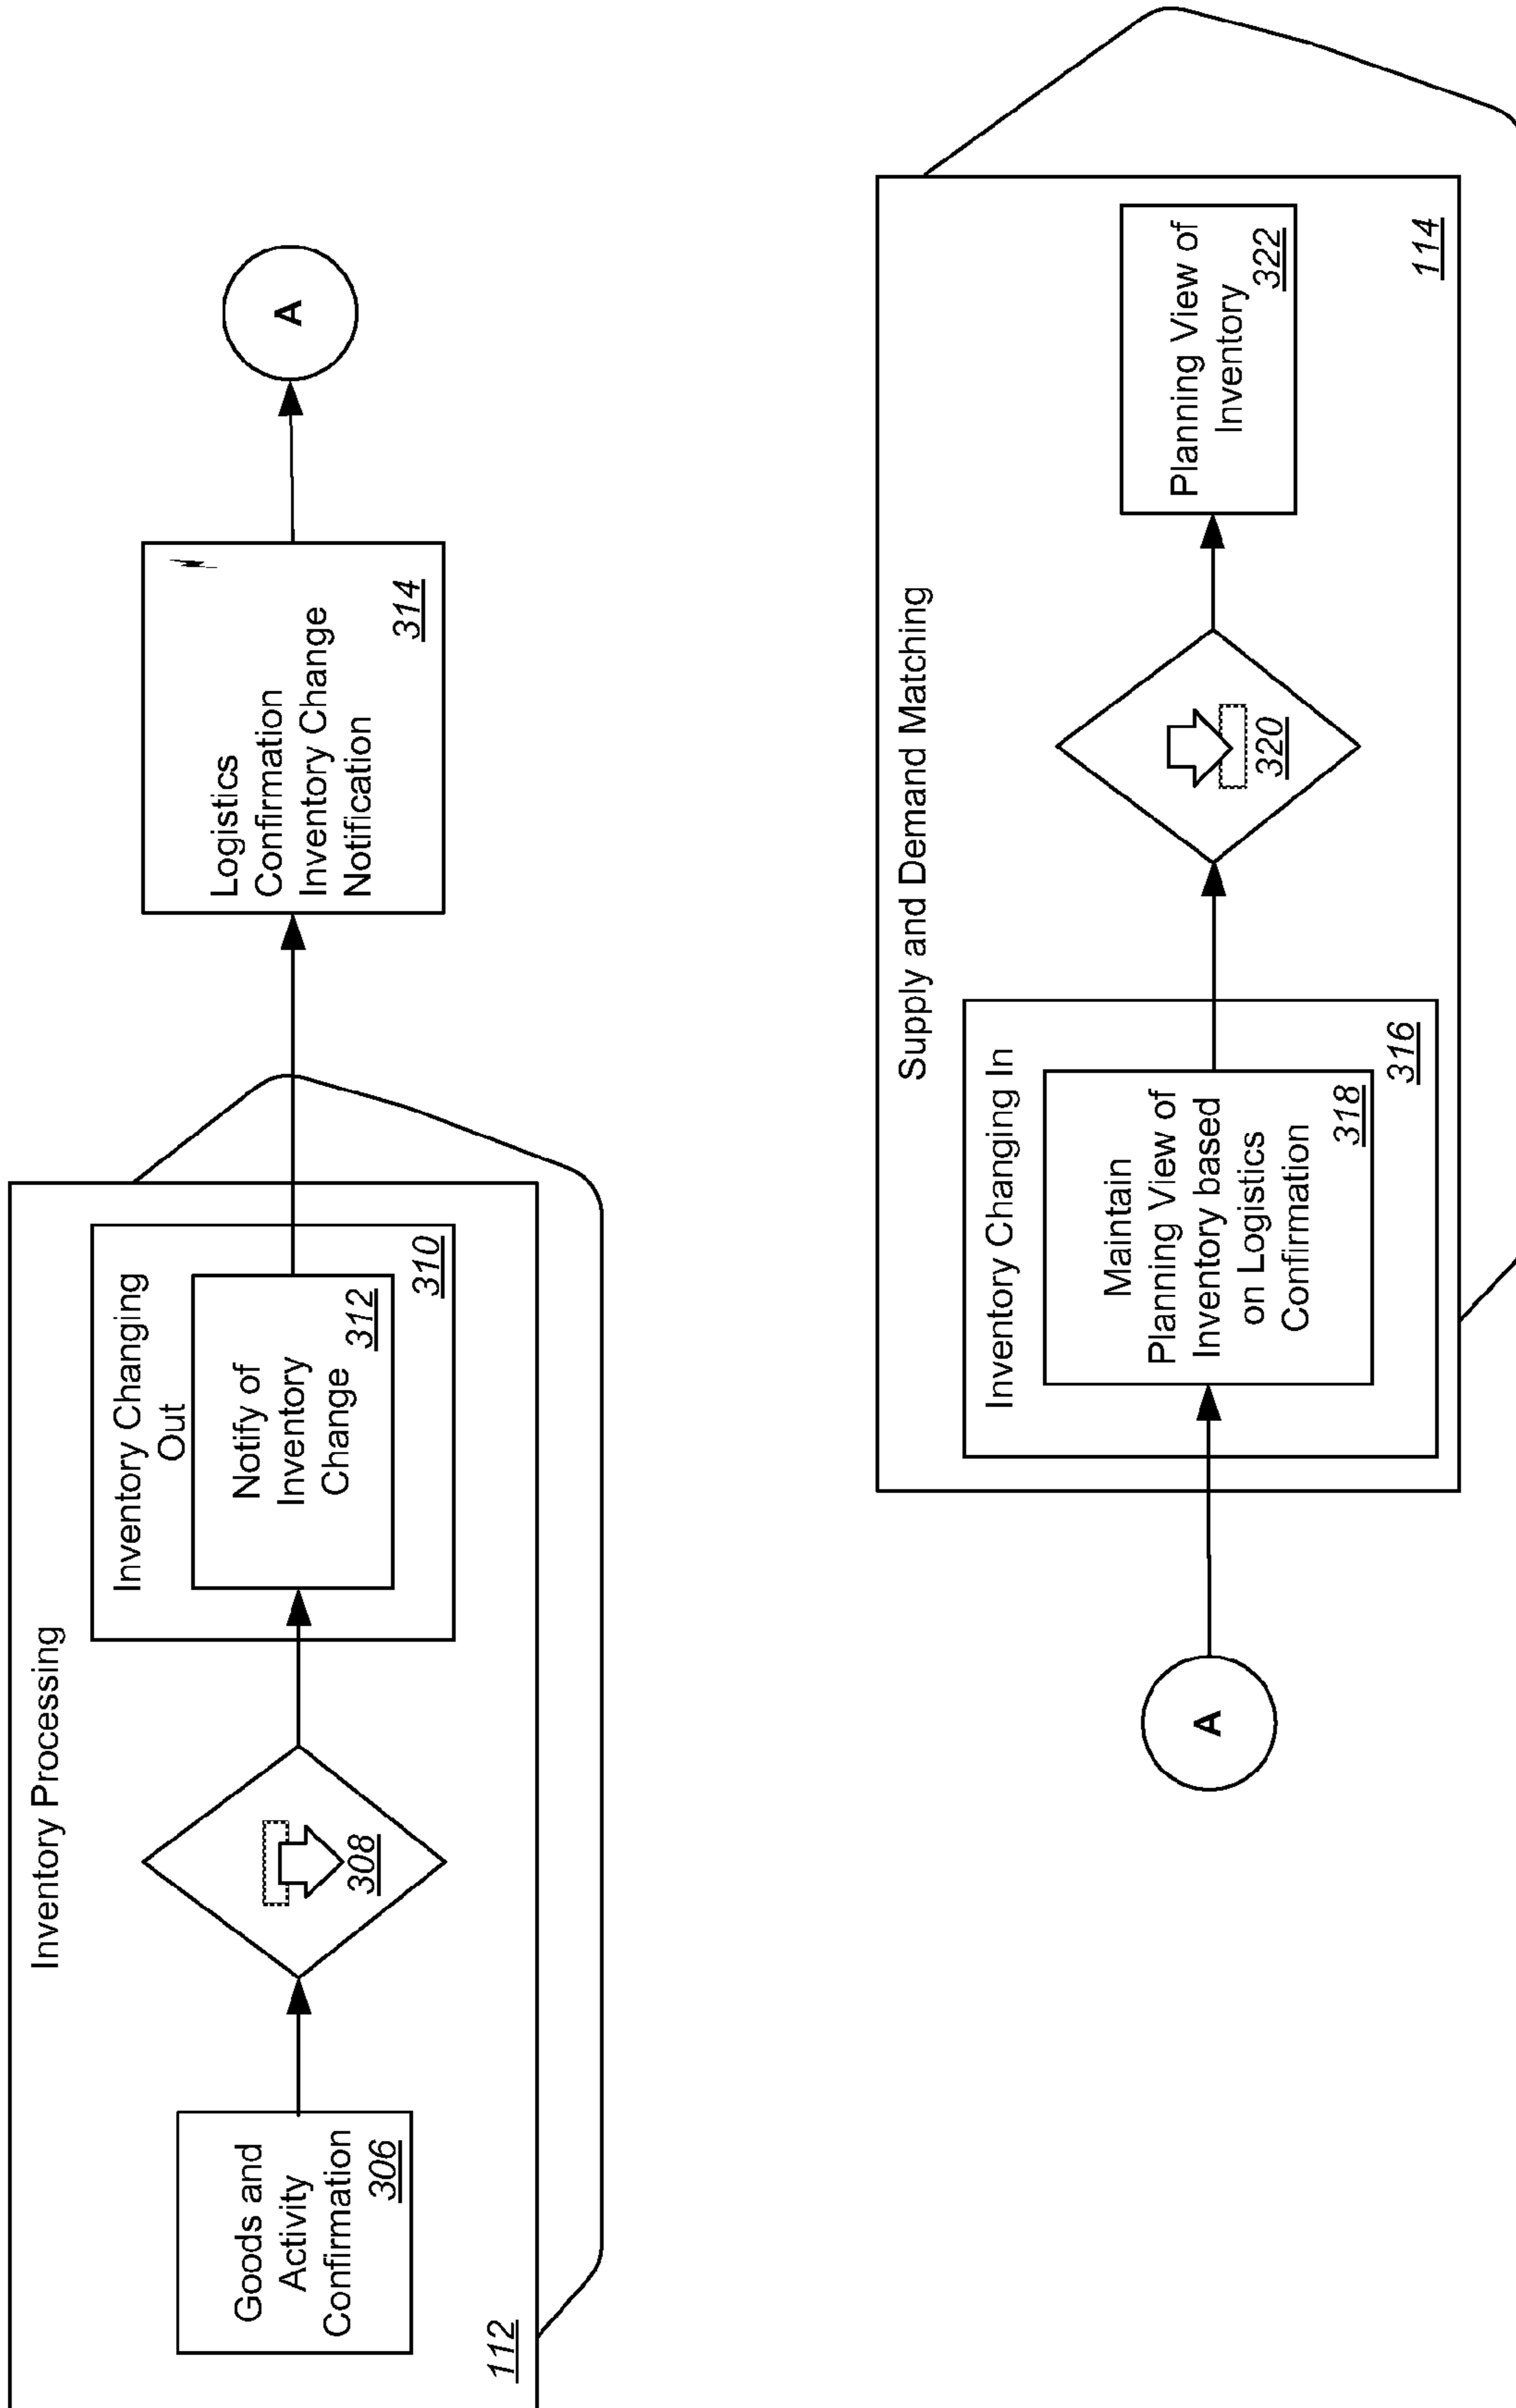 Inventory Processing
Goods and
Activity
Confirmation
306
308
Inventory Changing
Out
Notify of
Inventory
Change
312
310
112
Logistics
Confirmation
Inventory Change
Notification
314
A
A
Supply and Demand Matching
Inventory Changing In
Maintain
Planning View of
Inventory based
on Logistics
Confirmation
318
316
320
Planning View of
Inventory
322
114